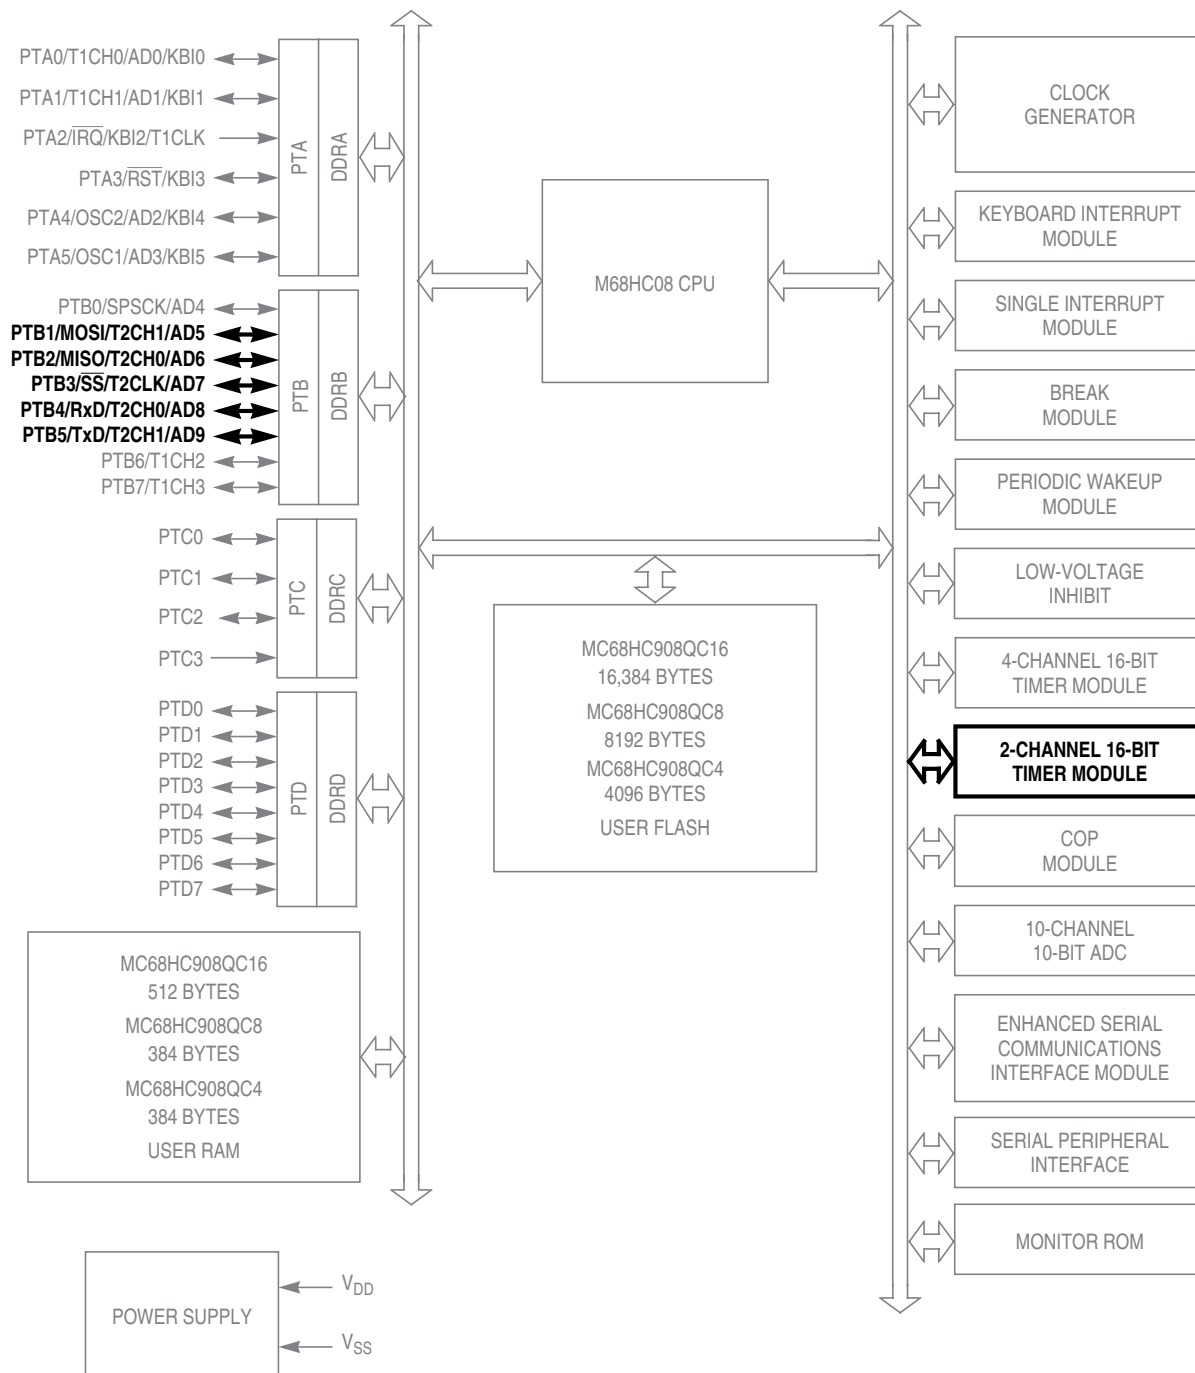 PTA0/T1CH0/AD0/KBI0
PTA1/T1CH1/AD1/KBI1
PTA2/IRQ/KBI2/T1CLK
PTA3/RST/KBI3
PTA4/OSC2/AD2/KBI4
PTA5/OSC1/AD3/KBI5
PTA
DDRA
PTB0/SPSCK/AD4
PTB1/MOSI/T2CH1/AD5
PTB2/MISO/T2CH0/AD6
PTB3/SS/T2CLK/AD7
PTB4/RxD/T2CH0/AD8
PTB5/TxD/T2CH1/AD9
PTB6/T1CH2
PTB7/T1CH3
PTB
DDRB
PTC0
PTC1
PTC2
PTC3
PTC
DDRC
PTD0
PTD1
PTD2
PTD3
PTD4
PTD5
PTD6
PTD7
PTD
DDRD
MC68HC908QC16
512 BYTES
MC68HC908QC8
384 BYTES
MC68HC908QC4
384 BYTES
USER RAM
POWER SUPPLY
VDD
VSS
M68HC08 CPU
MC68HC908QC16
16,384 BYTES
MC68HC908QC8
8192 BYTES
MC68HC908QC4
4096 BYTES
USER FLASH
CLOCK
GENERATOR
KEYBOARD INTERRUPT
MODULE
SINGLE INTERRUPT
MODULE
BREAK
MODULE
PERIODIC WAKEUP
MODULE
LOW-VOLTAGE
INHIBIT
4-CHANNEL 16-BIT
TIMER MODULE
2-CHANNEL 16-BIT
TIMER MODULE
COP
MODULE
10-CHANNEL
10-BIT ADC
ENHANCED SERIAL
COMMUNICATIONS
INTERFACE MODULE
SERIAL PERIPHERAL
INTERFACE
MONITOR ROM